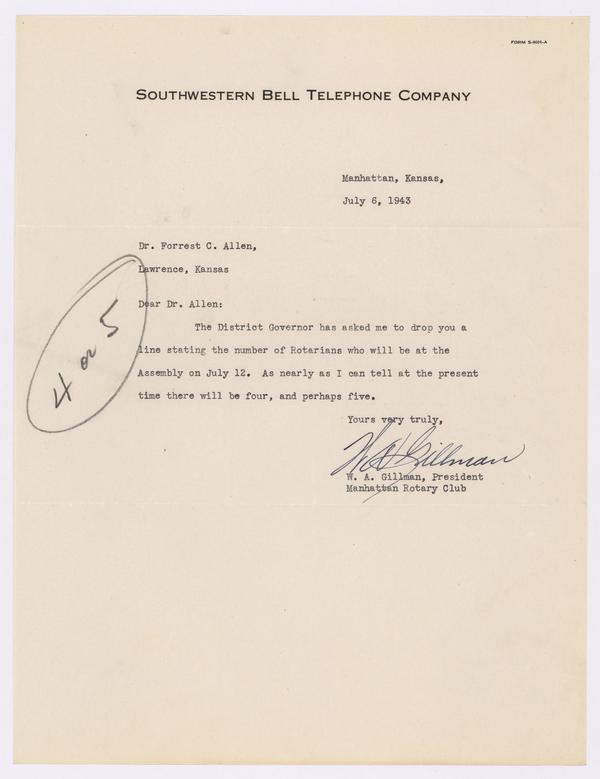 FORM S-6601-A
SOUTHWESTERN BELL TELEPHONE COMPANY
Manhattan, Kansas,
July 6, 1943
Dr. Forrest C. Allen,
Lawrence, Kansas
Dear Dr. Allen:
The District Governor has asked me to drop you a
line stating the number of Rotarians who will be at the
Assembly on July 12. As nearly as I can tell at the present
time there will be four, and perhaps five.
4 or 5
Yours very truly,
W A Gillman
W. A. Gillman, President
Manhattan Rotary Club